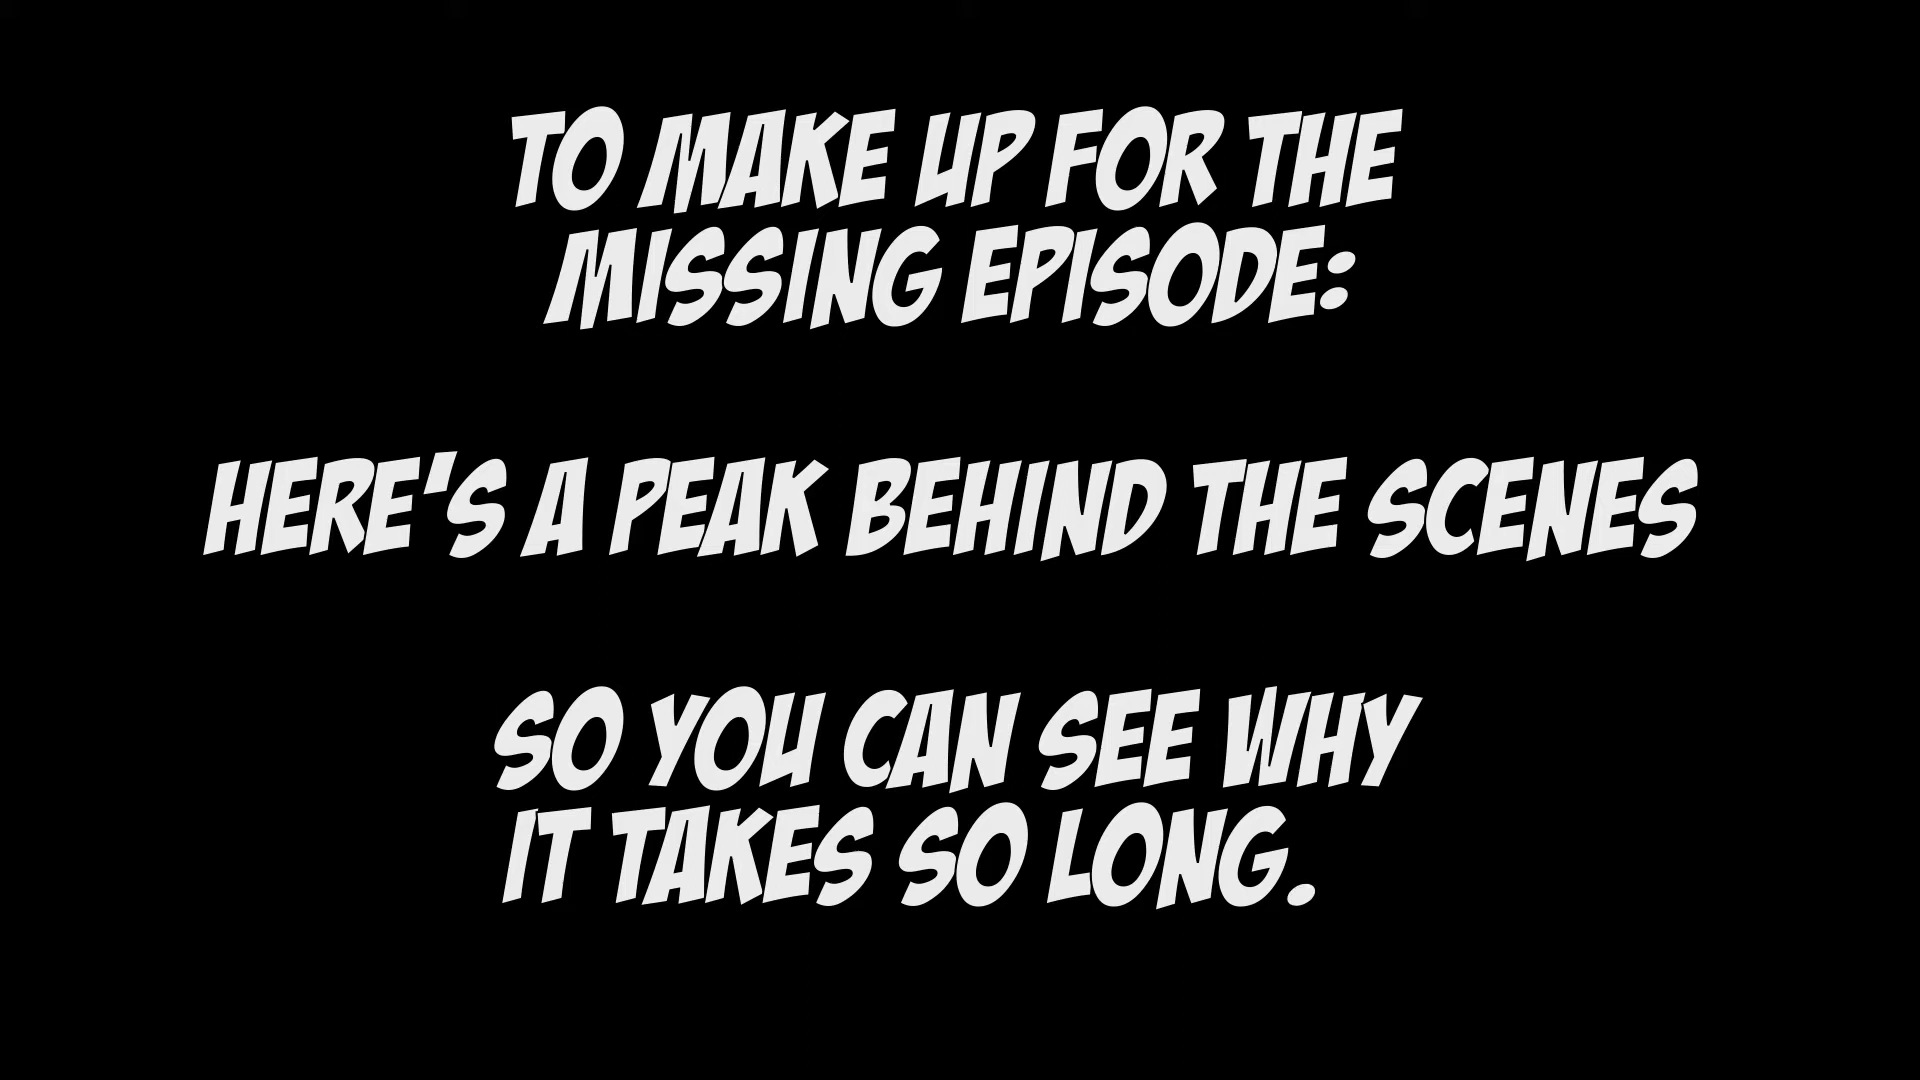 TO MAKE UP FOR THE
MISSING EPISODE:
HERE'S A PEAK BEHIND THE SCENES
SO YOU CAN SEE WHY
IT TAKES SO LONG.